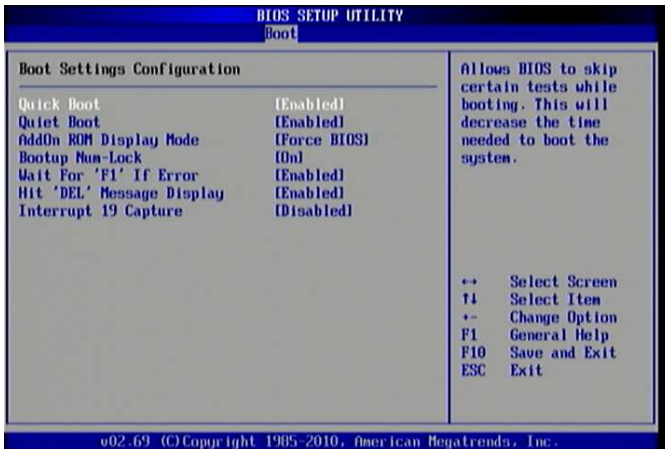 BIOS SETUP UTILITY
Boot
Boot Settings Configuration
Quick Boot [Enabled]
Quiet Boot [Enabled]
AddOn ROM Display Mode [Force BIOS]
Bootup Num-Lock [On]
Wait For 'F1' If Error [Enabled]
Hit 'DEL' Message Display [Enabled]
Interrupt 19 Capture [Disabled]
Allows BIOS to skip
certain tests while
booting. This will
decrease the time
needed to boot the
system.
↔ Select Screen
↑↓ Select Item
+- Change Option
F1 General Help
F10 Save and Exit
ESC Exit
v02.69 (C)Copyright 1985-2010, American Megatrends, Inc.